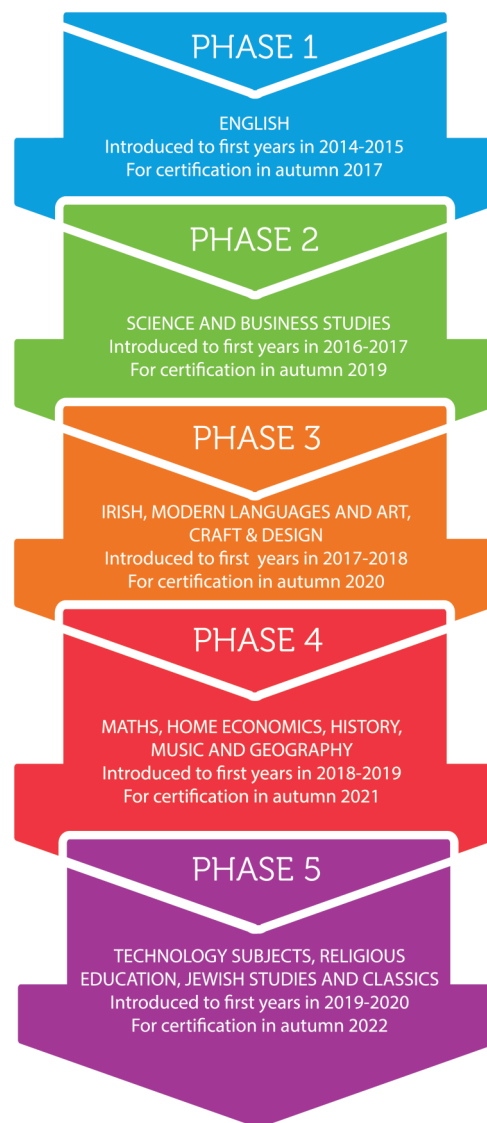 PHASE 1
ENGLISH
Introduced to first years in 2014-2015
For certification in autumn 2017
PHASE 2
SCIENCE AND BUSINESS STUDIES
Introduced to first years in 2016-2017
For certification in autumn 2019
PHASE 3
IRISH, MODERN LANGUAGES AND ART,
CRAFT & DESIGN
Introduced to first years in 2017-2018
For certification in autumn 2020
PHASE 4
MATHS, HOME ECONOMICS, HISTORY,
MUSIC AND GEOGRAPHY
Introduced to first years in 2018-2019
For certification in autumn 2021
PHASE 5
TECHNOLOGY SUBJECTS, RELIGIOUS
EDUCATION, JEWISH STUDIES AND CLASSICS
Introduced to first years in 2019-2020
For certification in autumn 2022